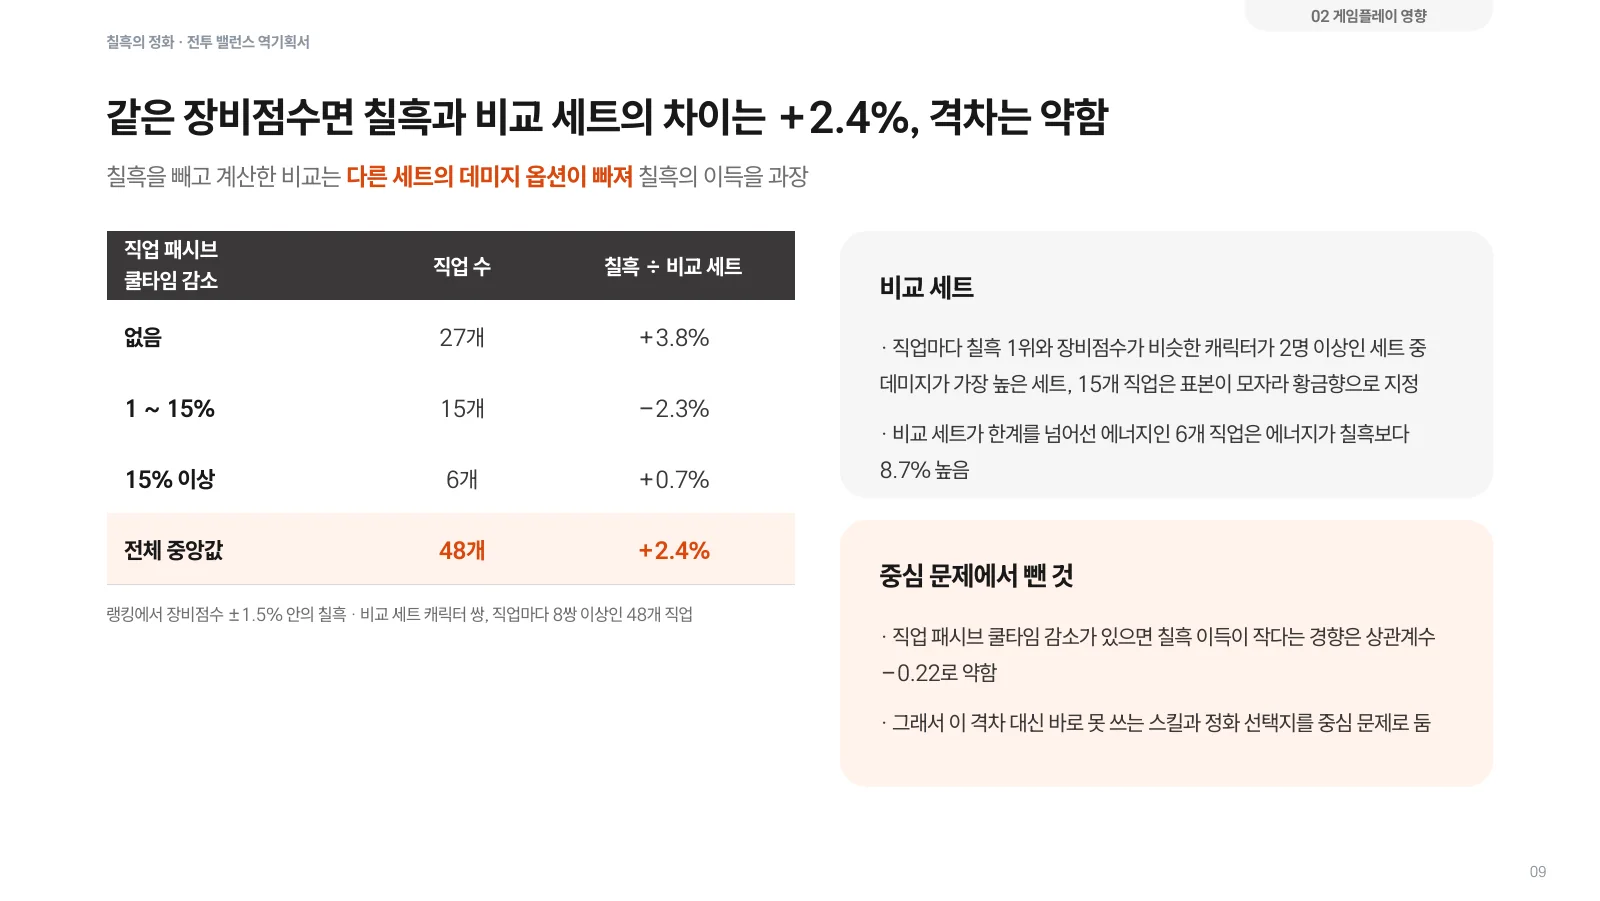 02 게임플레이 영향
칠흑의 정화 · 전투 밸런스 역기획서
같은 장비점수면 칠흑과 비교 세트의 차이는 +2.4%, 격차는 약함
칠흑을 빼고 계산한 비교는 다른 세트의 데미지 옵션이 빠져 칠흑의 이득을 과장
직업 패시브
쿨타임 감소
직업 수
칠흑 ÷ 비교 세트
없음
27개
+3.8%
1 ~ 15%
15개
−2.3%
15% 이상
6개
+0.7%
전체 중앙값
48개
+2.4%
랭킹에서 장비점수 ±1.5% 안의 칠흑 · 비교 세트 캐릭터 쌍, 직업마다 8쌍 이상인 48개 직업
비교 세트
· 직업마다 칠흑 1위와 장비점수가 비슷한 캐릭터가 2명 이상인 세트 중
데미지가 가장 높은 세트, 15개 직업은 표본이 모자라 황금향으로 지정
· 비교 세트가 한계를 넘어선 에너지인 6개 직업은 에너지가 칠흑보다
8.7% 높음
중심 문제에서 뺀 것
· 직업 패시브 쿨타임 감소가 있으면 칠흑 이득이 작다는 경향은 상관계수
−0.22로 약함
· 그래서 이 격차 대신 바로 못 쓰는 스킬과 정화 선택지를 중심 문제로 둠
09